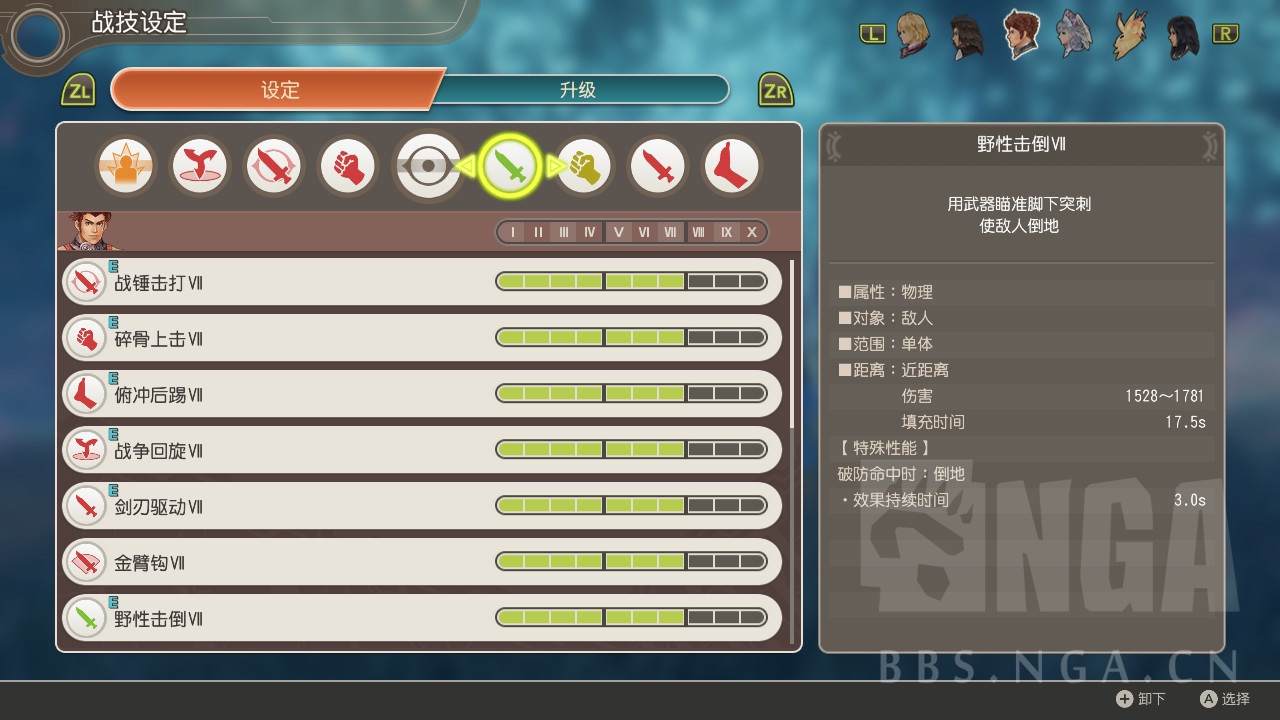 战技设定
L
R
ZL
设定
升级
ZR
I II III IV V VI VII VIII IX X
E
战锤击打Ⅶ
E
碎骨上击Ⅶ
E
俯冲后踢Ⅶ
E
战争回旋Ⅶ
E
剑刃驱动Ⅶ
金臂钩Ⅶ
E
野性击倒Ⅶ
野性击倒Ⅶ
用武器瞄准脚下突刺
使敌人倒地
■属性：物理
■对象：敌人
■范围：单体
■距离：近距离
伤害 1528～1781
填充时间 17.5s
【 特殊性能 】
破防命中时：倒地
・效果持续时间 3.0s
NGA
BBS.NGA.CN
+ 卸下
A 选择